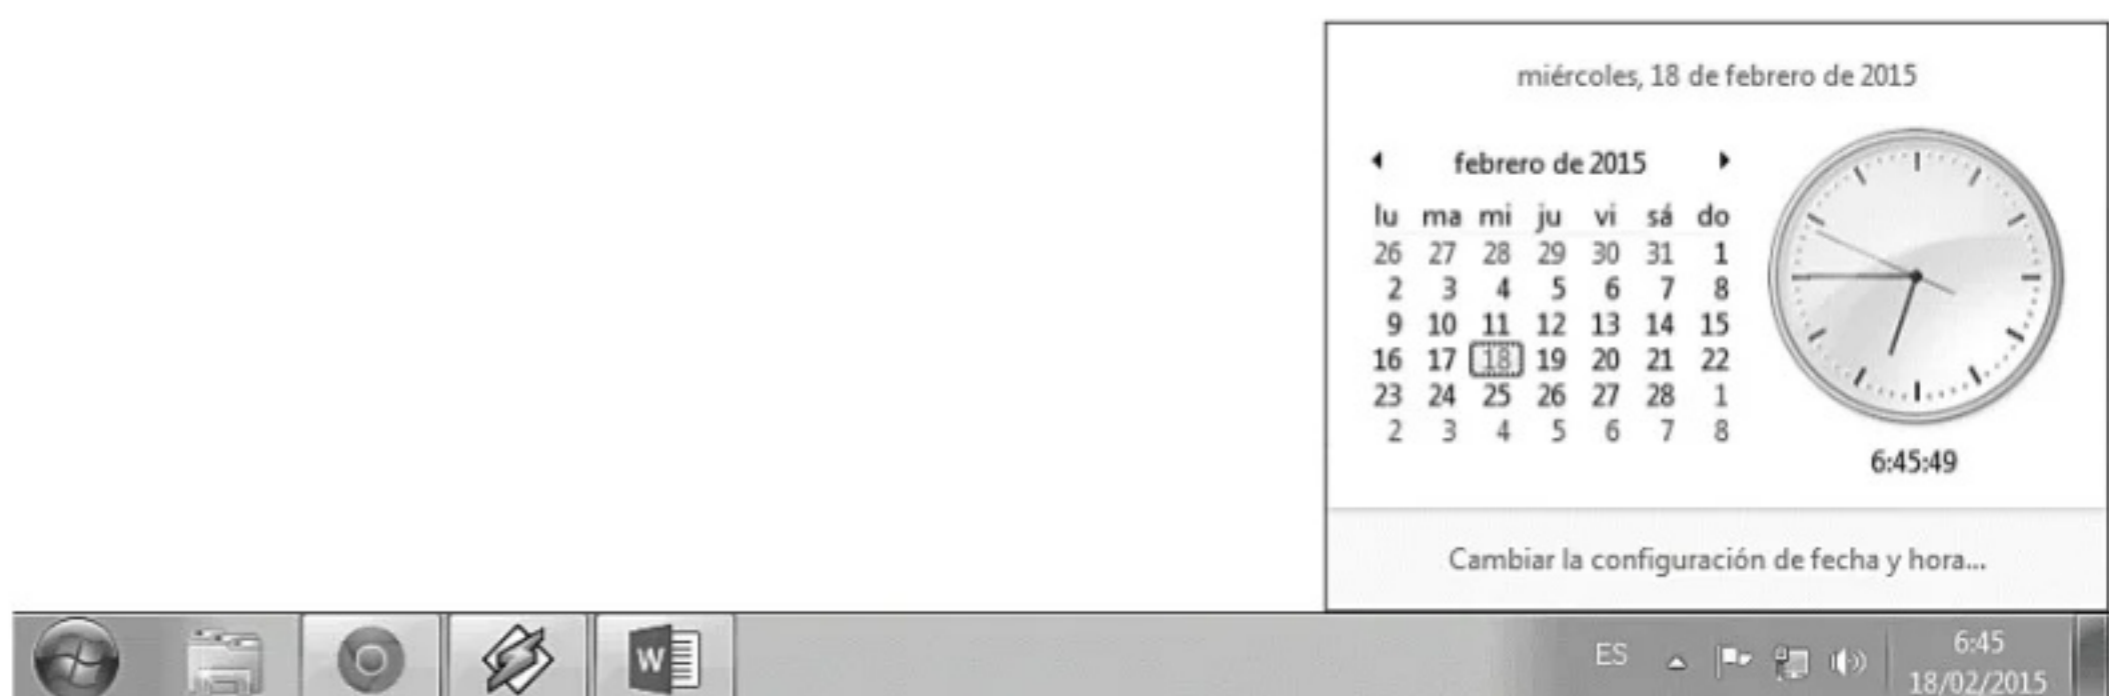 miércoles, 18 de febrero de 2015
febrero de 2015
lu ma mi ju vi sá do
26 27 28 29 30 31 1
2 3 4 5 6 7 8
9 10 11 12 13 14 15
16 17 18 19 20 21 22
23 24 25 26 27 28 1
2 3 4 5 6 7 8
6:45:49
Cambiar la configuración de fecha y hora...
W
ES
6:45
18/02/2015